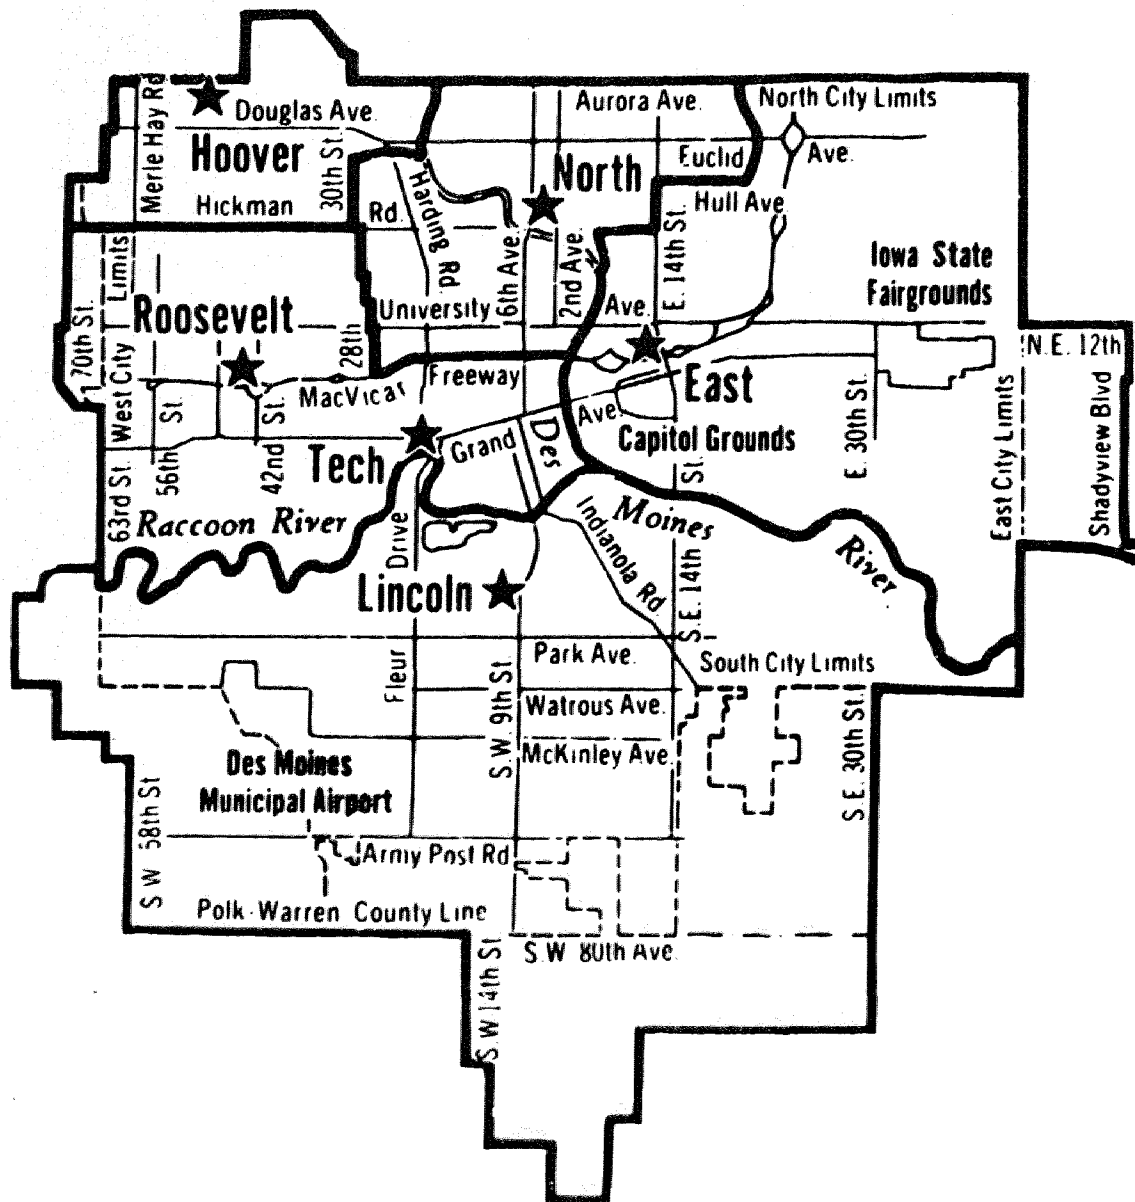 North City Limits
Aurora Ave.
Douglas Ave.
Merle Hay Rd
Hoover
30th St.
Euclid
Ave.
North
Hickman
Rd.
Harding Rd.
Hull Ave
E. 14th St.
Iowa State
Fairgrounds
70th St.
West City Limits
Roosevelt
28th
University
6th Ave.
2nd Ave.
Ave.
N.E. 12th
MacVicar
Freeway
East
Shadyview Blvd
East City Limits
63rd St.
56th St.
42nd St.
Tech
Grand
Ave.
Capitol Grounds
E. 30th St.
Raccoon River
Des
Moines
River
Drive
Indianola Rd.
S.E. 14th
St.
Lincoln
Park Ave.
South City Limits
Fleur
S.W. 9th St.
Watrous Ave.
McKinley Ave.
Des Moines
Municipal Airport
S.E. 30th St.
S.W 58th St
Army Post Rd
Polk-Warren County Line
S.W 80th Ave.
S.W 14th St